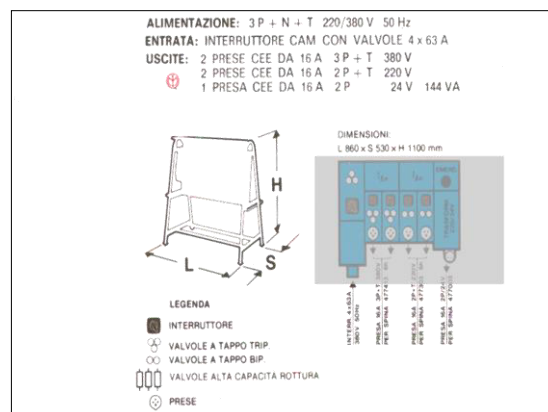 ALIMENTAZIONE: 3 P + N + T 220/380 V 50 Hz
ENTRATA: INTERRUTTORE CAM CON VALVOLE 4 x 63 A
USCITE: 2 PRESE CEE DA 16 A 3 P + T 380 V
2 PRESE CEE DA 16 A 2 P + T 220 V
1 PRESA CEE DA 16 A 2 P 24 V 144 VA
DIMENSIONI:
L 860 x S 530 x H 1100 mm
H
L
S
INTERR. 4x63A
380V 50Hz
PRESA 16A 3P+T 380V
PER SPINA
PRESA 16A 2P+T 220V
PER SPINA
PRESA 16A 2P
PER SPINA
LEGENDA
INTERRUTTORE
VALVOLE A TAPPO TRIP.
VALVOLE A TAPPO BIP.
VALVOLE ALTA CAPACITÀ ROTTURA
PRESE